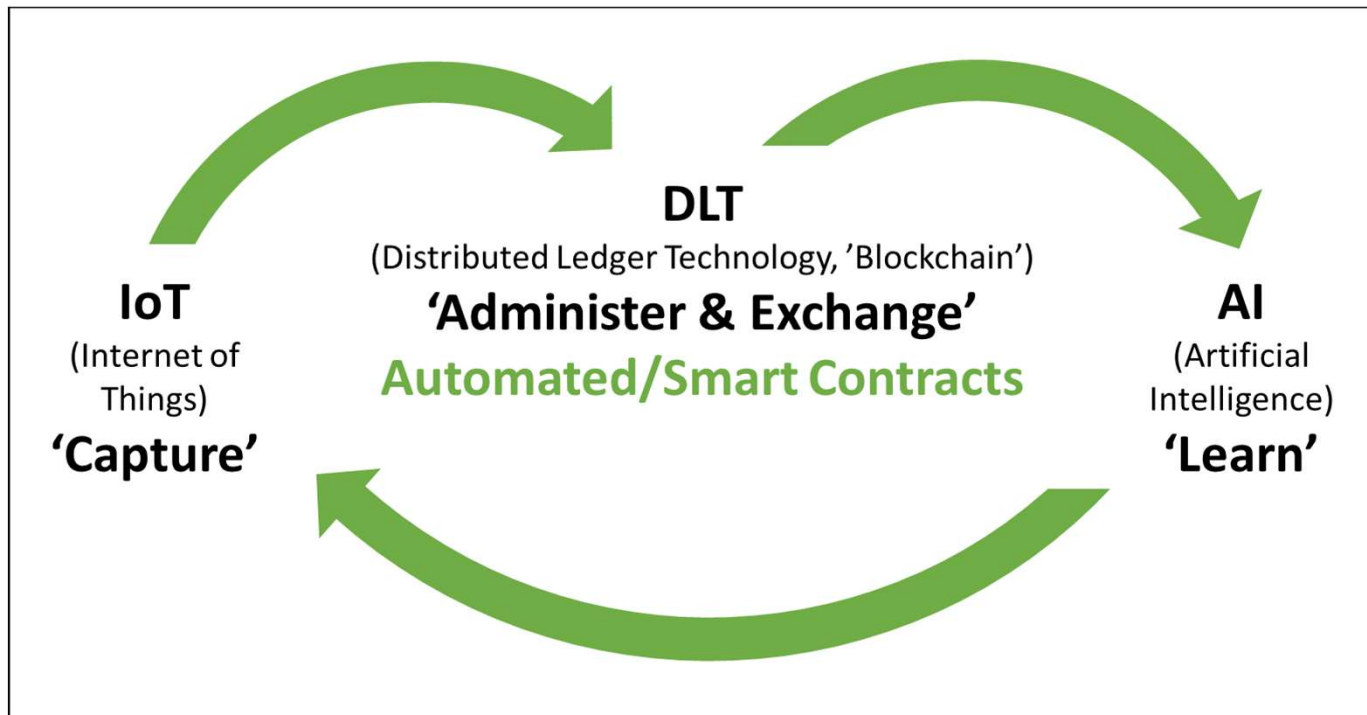 DLT
(Distributed Ledger Technology, ’Blockchain’)
‘Administer & Exchange’
Automated/Smart Contracts
IoT
(Internet of
Things)
‘Capture’
AI
(Artificial
Intelligence)
‘Learn’